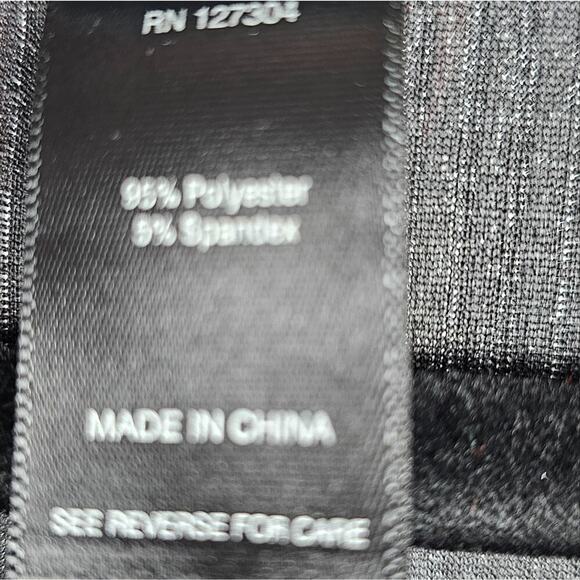 RN 127304
95% Polyester
5% Spandex
MADE IN CHINA
SEE REVERSE FOR CARE